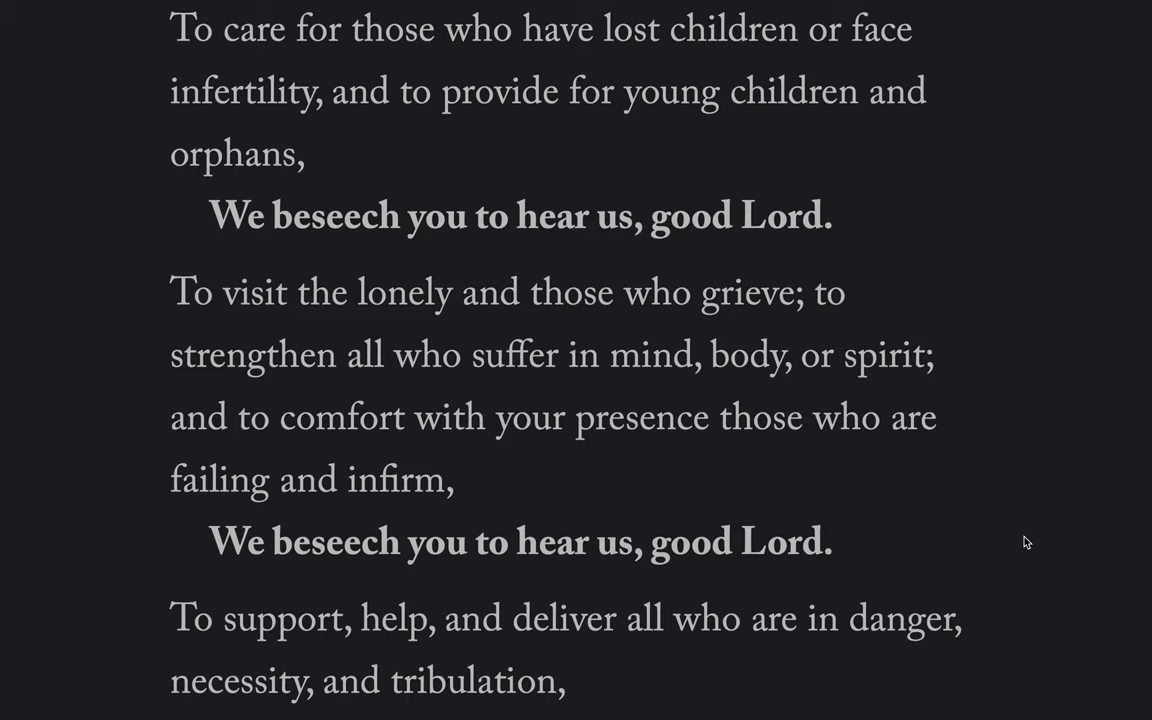 To care for those who have lost children or face
infertility, and to provide for young children and
orphans,
We beseech you to hear us, good Lord.
To visit the lonely and those who grieve; to
strengthen all who suffer in mind, body, or spirit;
and to comfort with your presence those who are
failing and infirm,
We beseech you to hear us, good Lord.
To support, help, and deliver all who are in danger,
necessity, and tribulation,